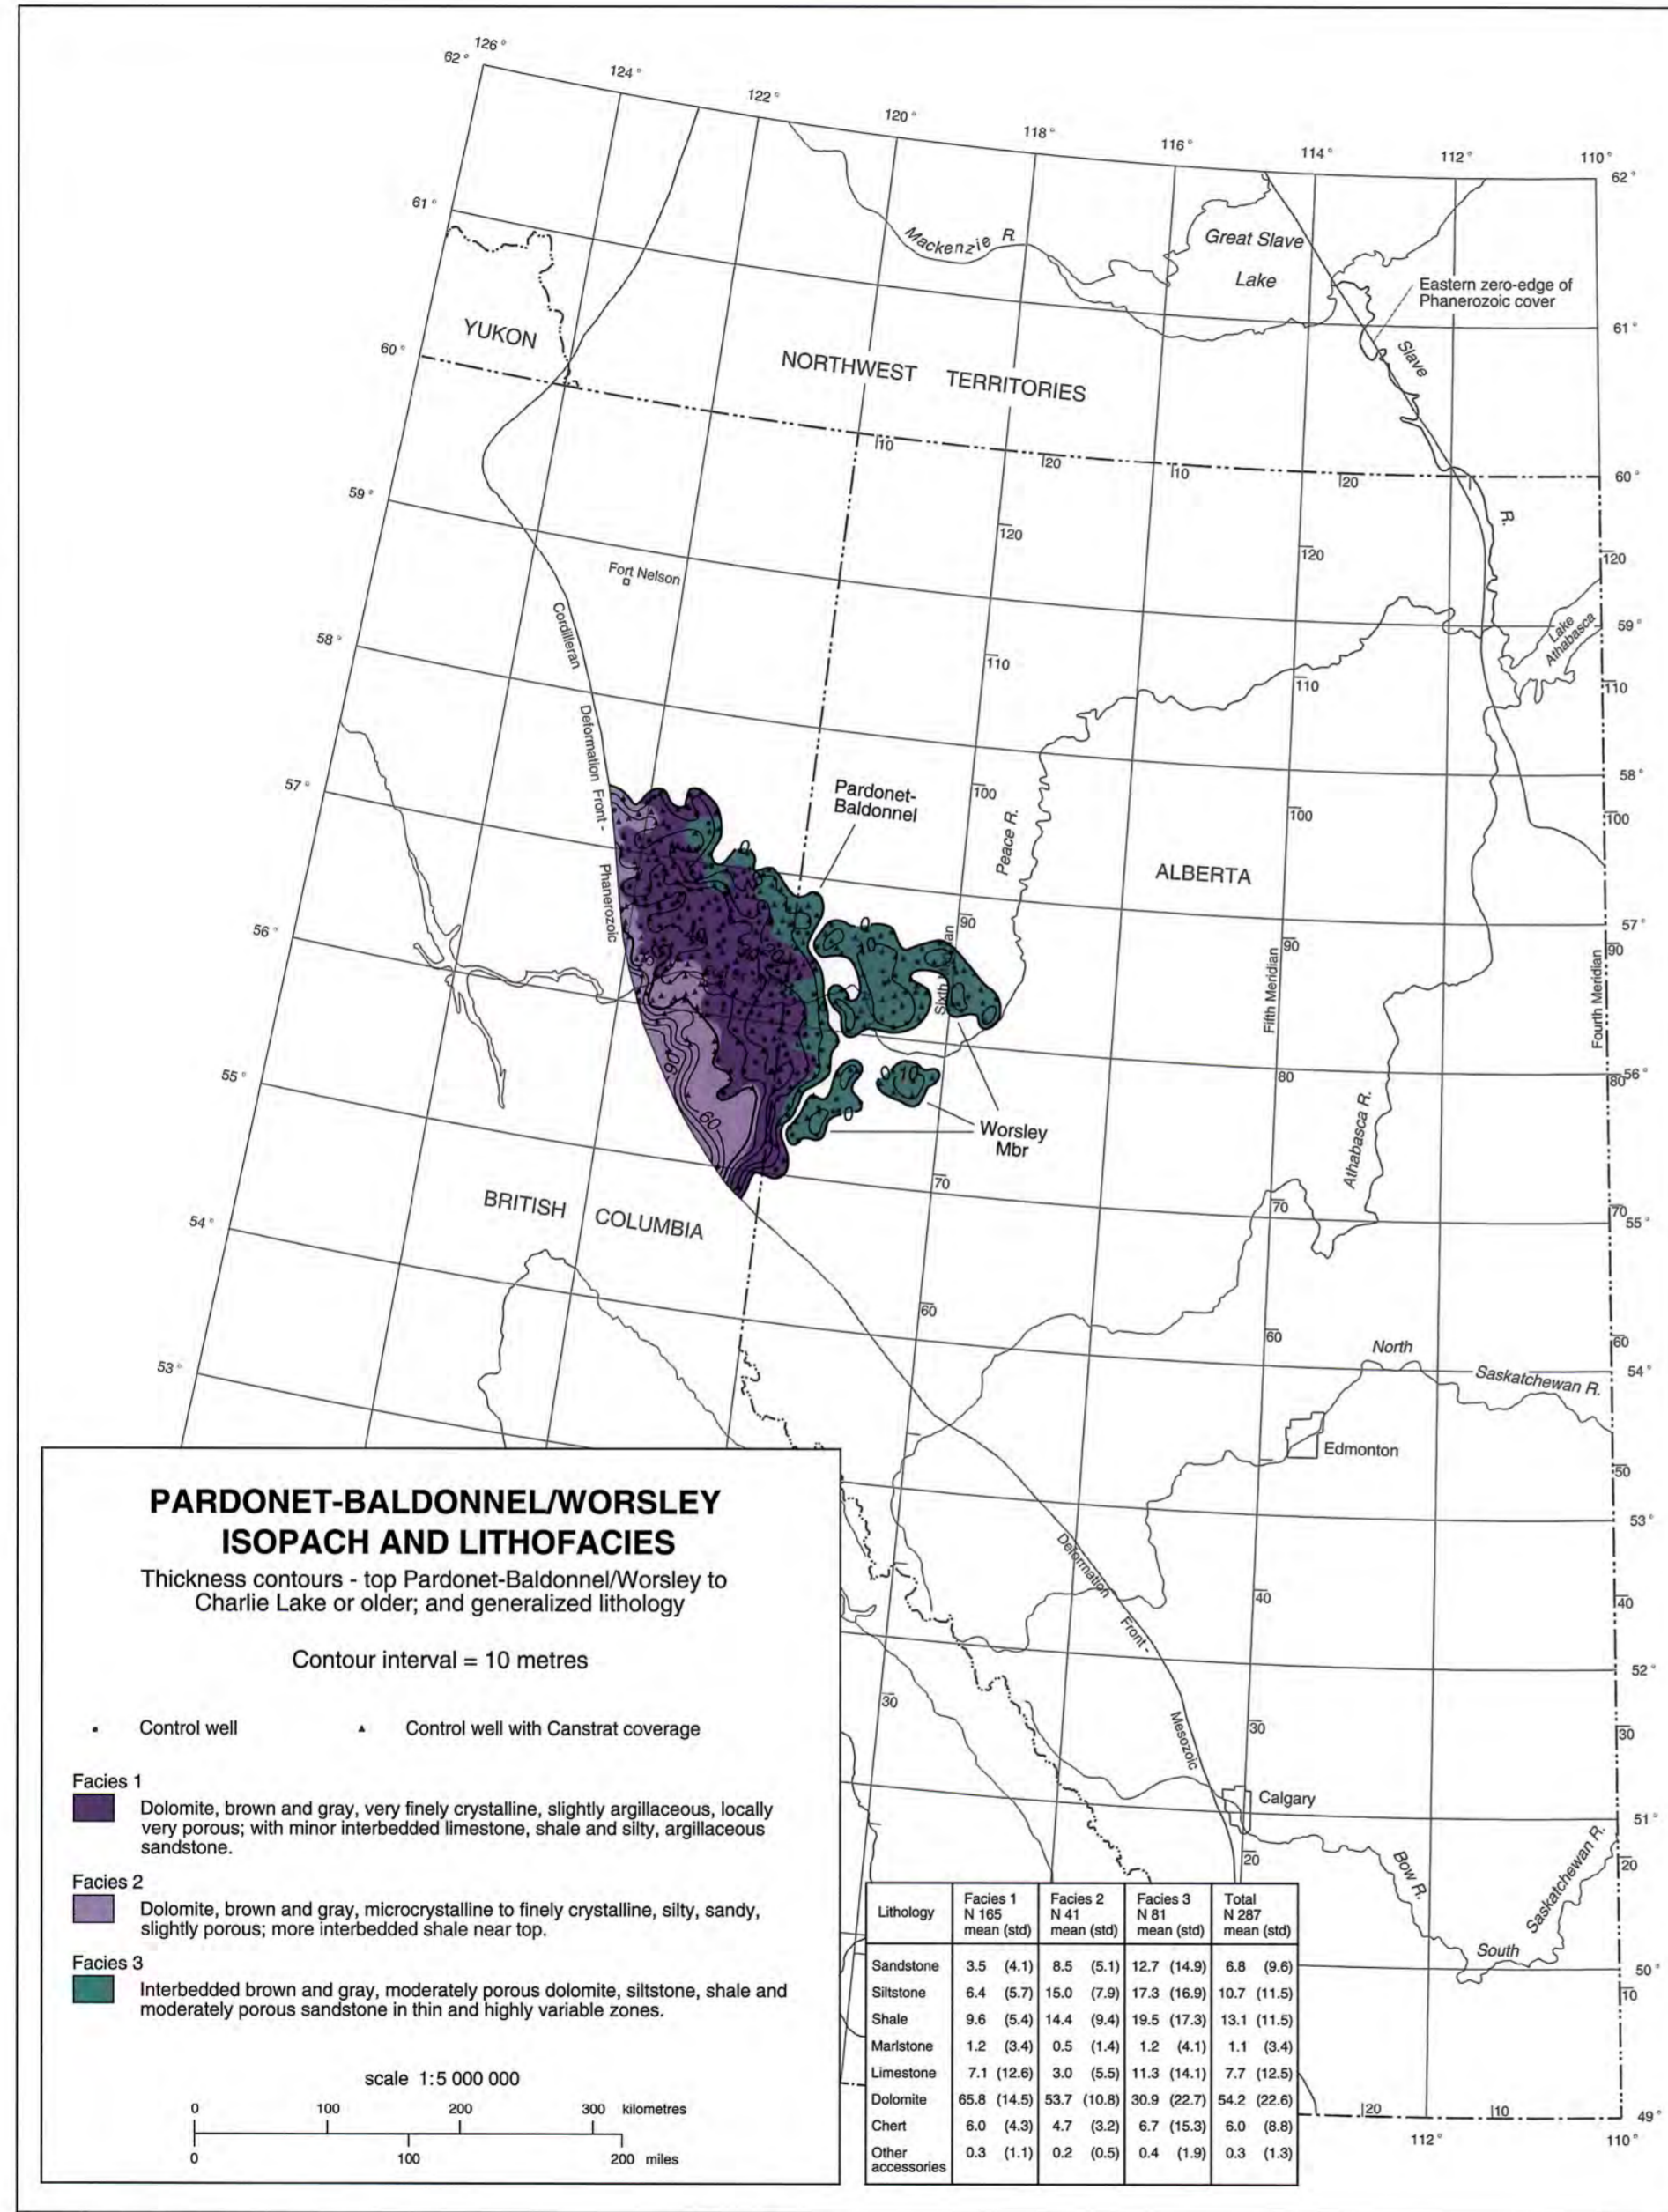 126°
62°
124°
122°
120°
118°
116°
114°
112°
110°
62°
61°
Mackenzie R.
Great Slave
Lake
Eastern zero-edge of
Phanerozoic cover
61°
YUKON
60°
NORTHWEST TERRITORIES
Slave
R.
10
20
10
20
60°
59°
120
120
120
Fort Nelson
Cordilleran
Deformation Front -
Phanerozoic
58°
110
110
110
Lake
Athabasca
59°
57°
Pardonet-
Baldonnel
100
100
100
58°
Peace R.
ALBERTA
0
0
10
90
90
90
57°
56°
Sixth
Fifth Meridian
Fourth Meridian
90
60
0
10
0
80
80
56°
55°
Worsley
Mbr
Athabasca R.
70
70
70
55°
BRITISH COLUMBIA
54°
60
60
60
North
Saskatchewan R.
54°
53°
Edmonton
50
53°
Deformation
Front -
Mesozoic
40
40
52°
30
30
30
Calgary
51°
20
20
Bow R.
South
Saskatchewan R.
50°
10
20
10
49°
112°
110°
PARDONET-BALDONNEL/WORSLEY
ISOPACH AND LITHOFACIES
Thickness contours - top Pardonet-Baldonnel/Worsley to
Charlie Lake or older; and generalized lithology
Contour interval = 10 metres
Control well
Control well with Canstrat coverage
Facies 1
Dolomite, brown and gray, very finely crystalline, slightly argillaceous, locally
very porous; with minor interbedded limestone, shale and silty, argillaceous
sandstone.
Facies 2
Dolomite, brown and gray, microcrystalline to finely crystalline, silty, sandy,
slightly porous; more interbedded shale near top.
Facies 3
Interbedded brown and gray, moderately porous dolomite, siltstone, shale and
moderately porous sandstone in thin and highly variable zones.
scale 1:5 000 000
0 100 200 300 kilometres
0 100 200 miles
Lithology Facies 1 Facies 2 Facies 3 Total
N 165 N 41 N 81 N 287
mean (std) mean (std) mean (std) mean (std)
Sandstone 3.5 (4.1) 8.5 (5.1) 12.7 (14.9) 6.8 (9.6)
Siltstone 6.4 (5.7) 15.0 (7.9) 17.3 (16.9) 10.7 (11.5)
Shale 9.6 (5.4) 14.4 (9.4) 19.5 (17.3) 13.1 (11.5)
Marlstone 1.2 (3.4) 0.5 (1.4) 1.2 (4.1) 1.1 (3.4)
Limestone 7.1 (12.6) 3.0 (5.5) 11.3 (14.1) 7.7 (12.5)
Dolomite 65.8 (14.5) 53.7 (10.8) 30.9 (22.7) 54.2 (22.6)
Chert 6.0 (4.3) 4.7 (3.2) 6.7 (15.3) 6.0 (8.8)
Other
accessories 0.3 (1.1) 0.2 (0.5) 0.4 (1.9) 0.3 (1.3)